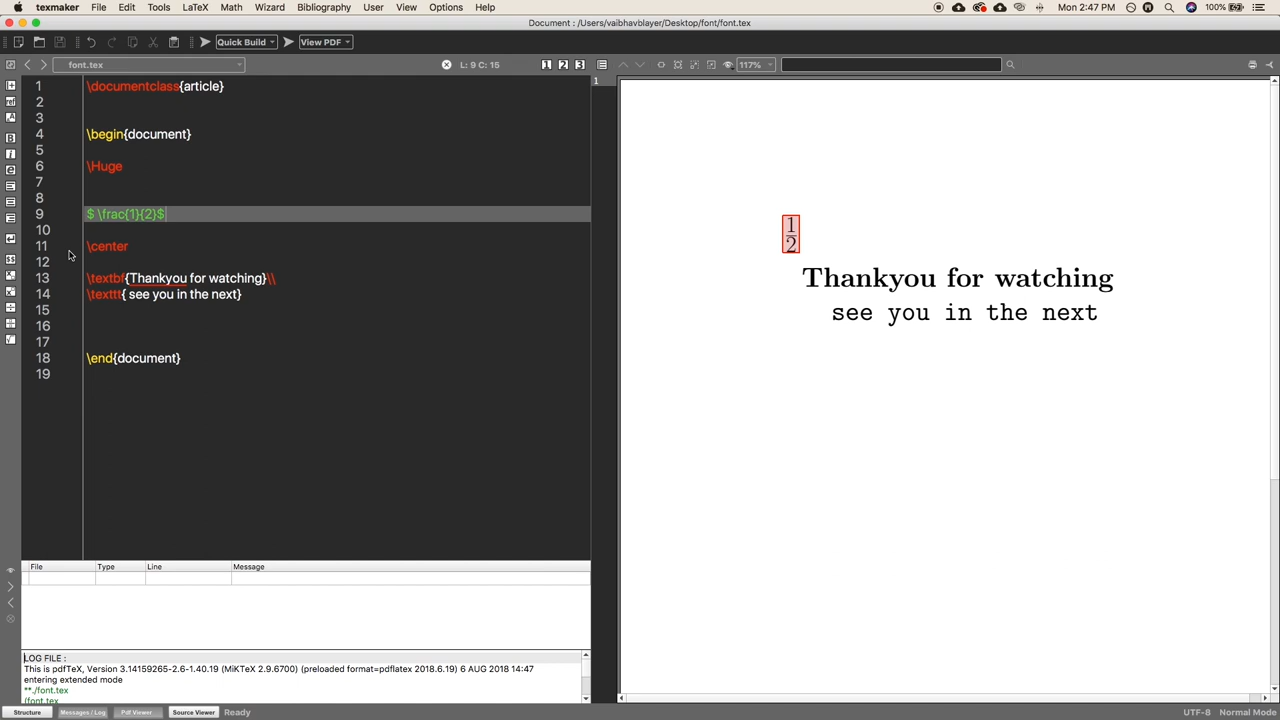 texmaker File Edit Tools LaTeX Math Wizard Bibliography User View Options Help 100% Mon 2:47 PM
Document : /Users/vaibhavblayer/Desktop/font/font.tex
Quick Build View PDF
font.tex L: 9 C: 15 1 2 3 117%
1
1 \documentclass{article}
2
3
4 \begin{document}
5
6 \Huge
7
8
9 $ \frac{1}{2}$
10
11 \center
12
13 \textbf{Thankyou for watching}\\
14 \texttt{ see you in the next}
15
16
17
18 \end{document}
19
1
2
Thankyou for watching
see you in the next
File Type Line Message
LOG FILE :
This is pdfTeX, Version 3.14159265-2.6-1.40.19 (MiKTeX 2.9.6700) (preloaded format=pdflatex 2018.6.19) 6 AUG 2018 14:47
entering extended mode
**./font.tex
(font.tex
Structure Messages / Log Pdf Viewer Source Viewer Ready UTF-8 Normal Mode